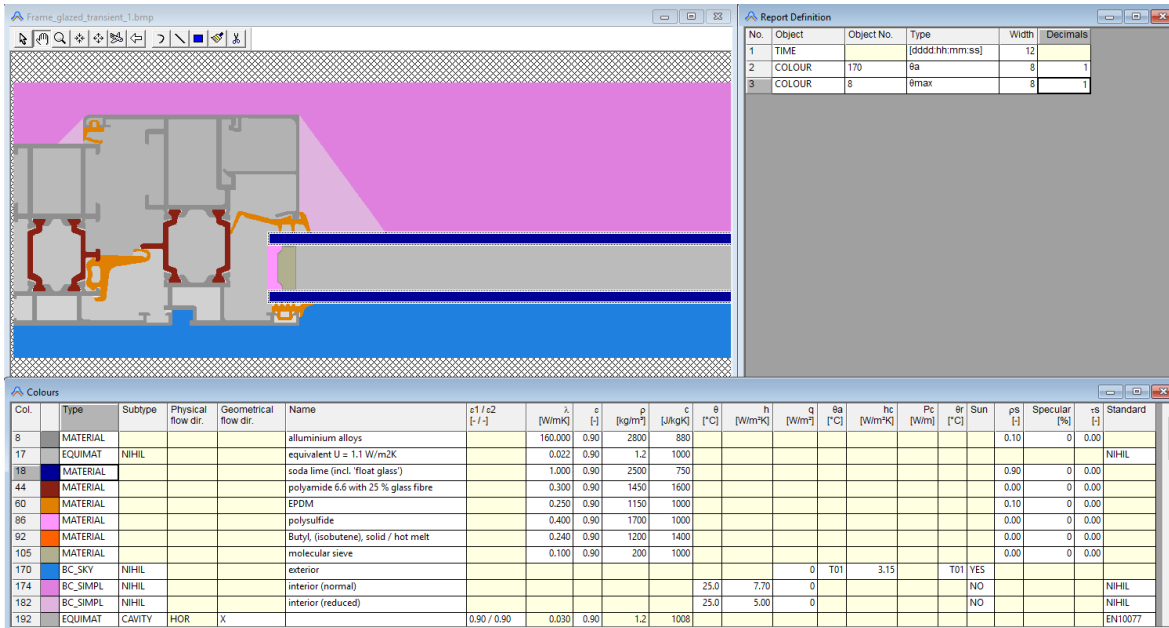 Frame_glazed_transient_1.bmp
Report Definition
No. Object Object No. Type Width Decimals
1 TIME [dddd:hh:mm:ss] 12
2 COLOUR 170 θa 8 1
3 COLOUR 8 θmax 8 1
Colours
Col. Type Subtype Physical flow dir. Geometrical flow dir. Name ε1 / ε2 [- / -] λ [W/mK] ε [-] ρ [kg/m³] c [J/kgK] θ [°C] h [W/m²K] q [W/m²] θa [°C] hc [W/m²K] Pc [W/m] θr [°C] Sun ρs [-] Specular [%] τs [-] Standard
8 MATERIAL alluminium alloys 160.000 0.90 2800 880 0.10 0 0.00
17 EQUIMAT NIHIL equivalent U = 1.1 W/m2K 0.022 0.90 1.2 1000 NIHIL
18 MATERIAL soda lime (incl. 'float glass') 1.000 0.90 2500 750 0.90 0 0.00
44 MATERIAL polyamide 6.6 with 25 % glass fibre 0.300 0.90 1450 1600 0.00 0 0.00
60 MATERIAL EPDM 0.250 0.90 1150 1000 0.10 0 0.00
86 MATERIAL polysulfide 0.400 0.90 1700 1000 0.00 0 0.00
92 MATERIAL Butyl, (isobutene), solid / hot melt 0.240 0.90 1200 1400 0.00 0 0.00
105 MATERIAL molecular sieve 0.100 0.90 200 1000 0.00 0 0.00
170 BC_SKY NIHIL exterior 0 T01 3.15 T01 YES
174 BC_SIMPL NIHIL interior (normal) 25.0 7.70 0 NO NIHIL
182 BC_SIMPL NIHIL interior (reduced) 25.0 5.00 0 NO NIHIL
192 EQUIMAT CAVITY HOR X 0.90 / 0.90 0.030 0.90 1.2 1008 EN10077